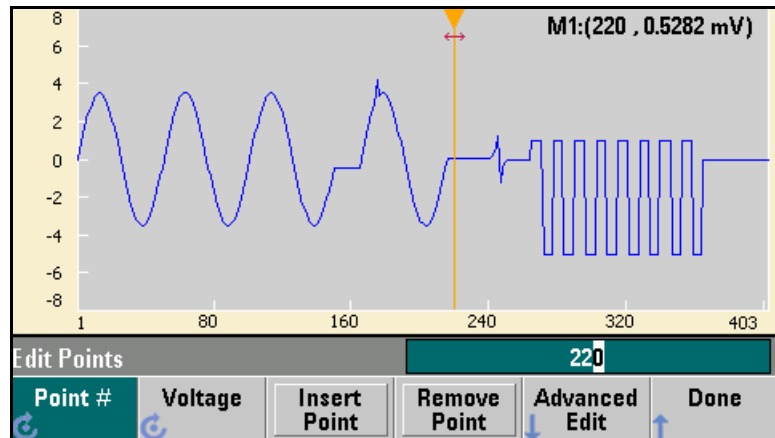 M1:(220 , 0.5282 mV)
8
6
4
2
0
-2
-4
-6
-8
1 80 160 240 320 403
Edit Points 220
Point # Voltage Insert Point Remove Point Advanced Edit Done